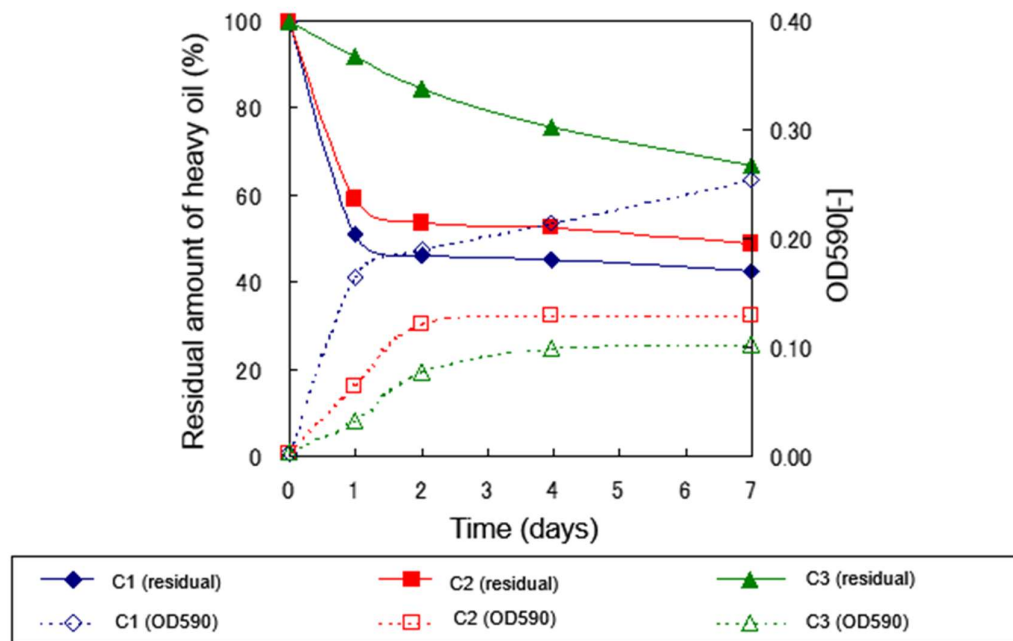 100
80
60
40
20
0
Residual amount of heavy oil (%)
0.40
0.30
0.20
0.10
0.00
OD590[-]
0 1 2 3 4 5 6 7
Time (days)
C1 (residual) C2 (residual) C3 (residual)
C1 (OD590) C2 (OD590) C3 (OD590)